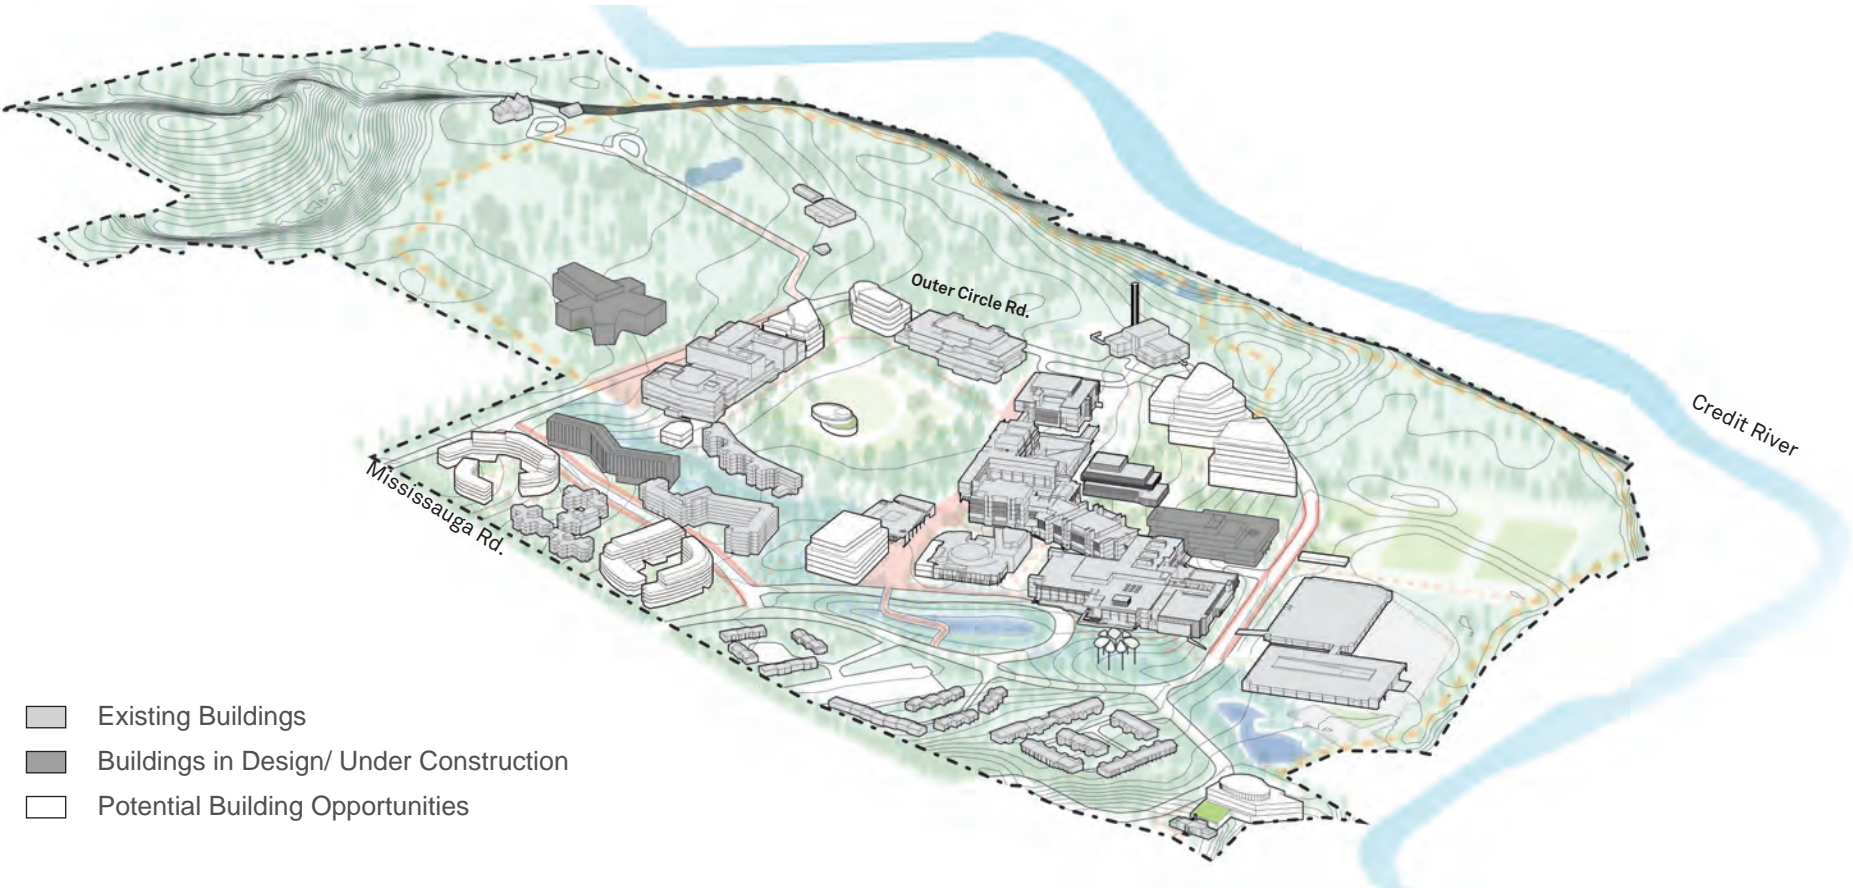 Outer Circle Rd.
Credit River
Mississauga Rd.
Existing Buildings
Buildings in Design/ Under Construction
Potential Building Opportunities